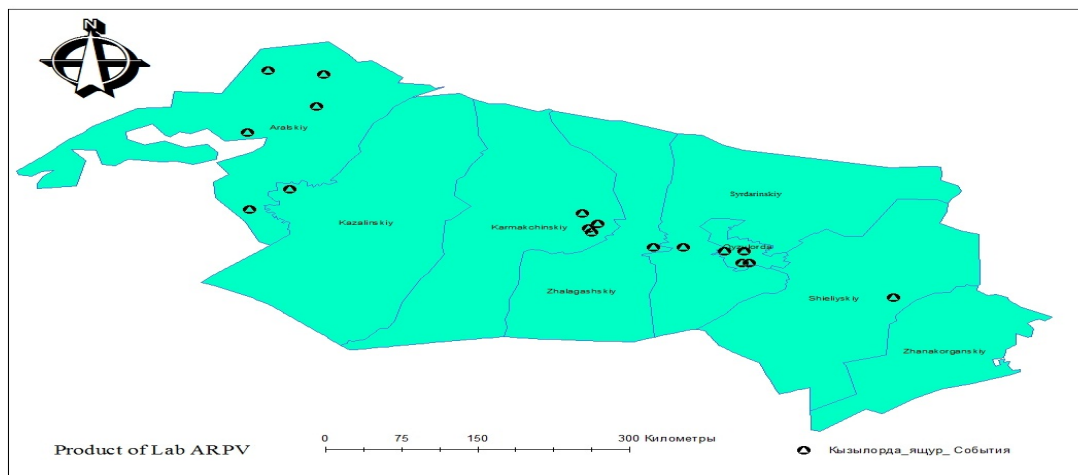 N
Aralskiy
Kazalinskiy
Karmakchinskiy
Zhalagashskiy
Syrdarinskiy
Shieliyskiy
Zhanakorganskiy
0 75 150 300 Километры
Product of Lab ARPV
Кызылорда_ящур_ События